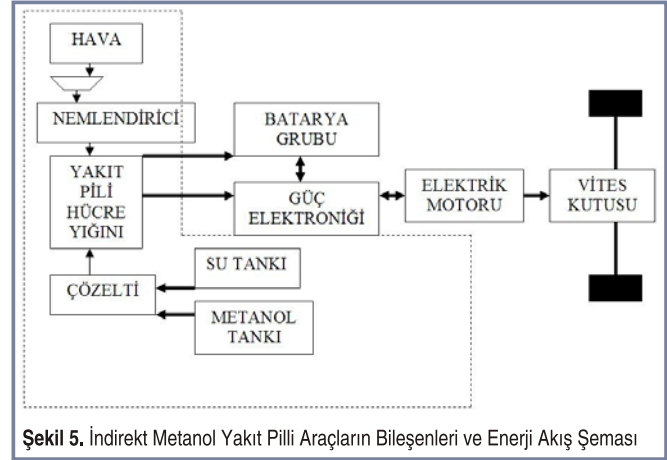 HAVA
NEMLENDİRİCİ
YAKIT
PİLİ
HÜCRE
YIĞINI
BATARYA
GRUBU
GÜÇ
ELEKTRONİĞİ
ELEKTRİK
MOTORU
VİTES
KUTUSU
ÇÖZELTİ
SU TANKI
METANOL
TANKI
Şekil 5. İndirekt Metanol Yakıt Pilli Araçların Bileşenleri ve Enerji Akış Şeması